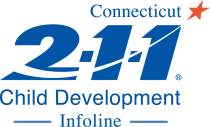 Connecticut
2-1-1®
Child Development
Infoline